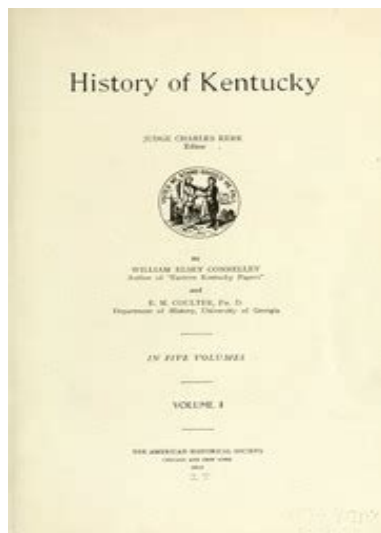 History of Kentucky
JUDGE CHARLES KERR
Editor
BY
WILLIAM ELSEY CONNELLEY
Author of "Eastern Kentucky Papers"
and
E. M. COULTER, PH. D.
Department of History, University of Georgia
IN FIVE VOLUMES
VOLUME I
THE AMERICAN HISTORICAL SOCIETY
CHICAGO AND NEW YORK
1922